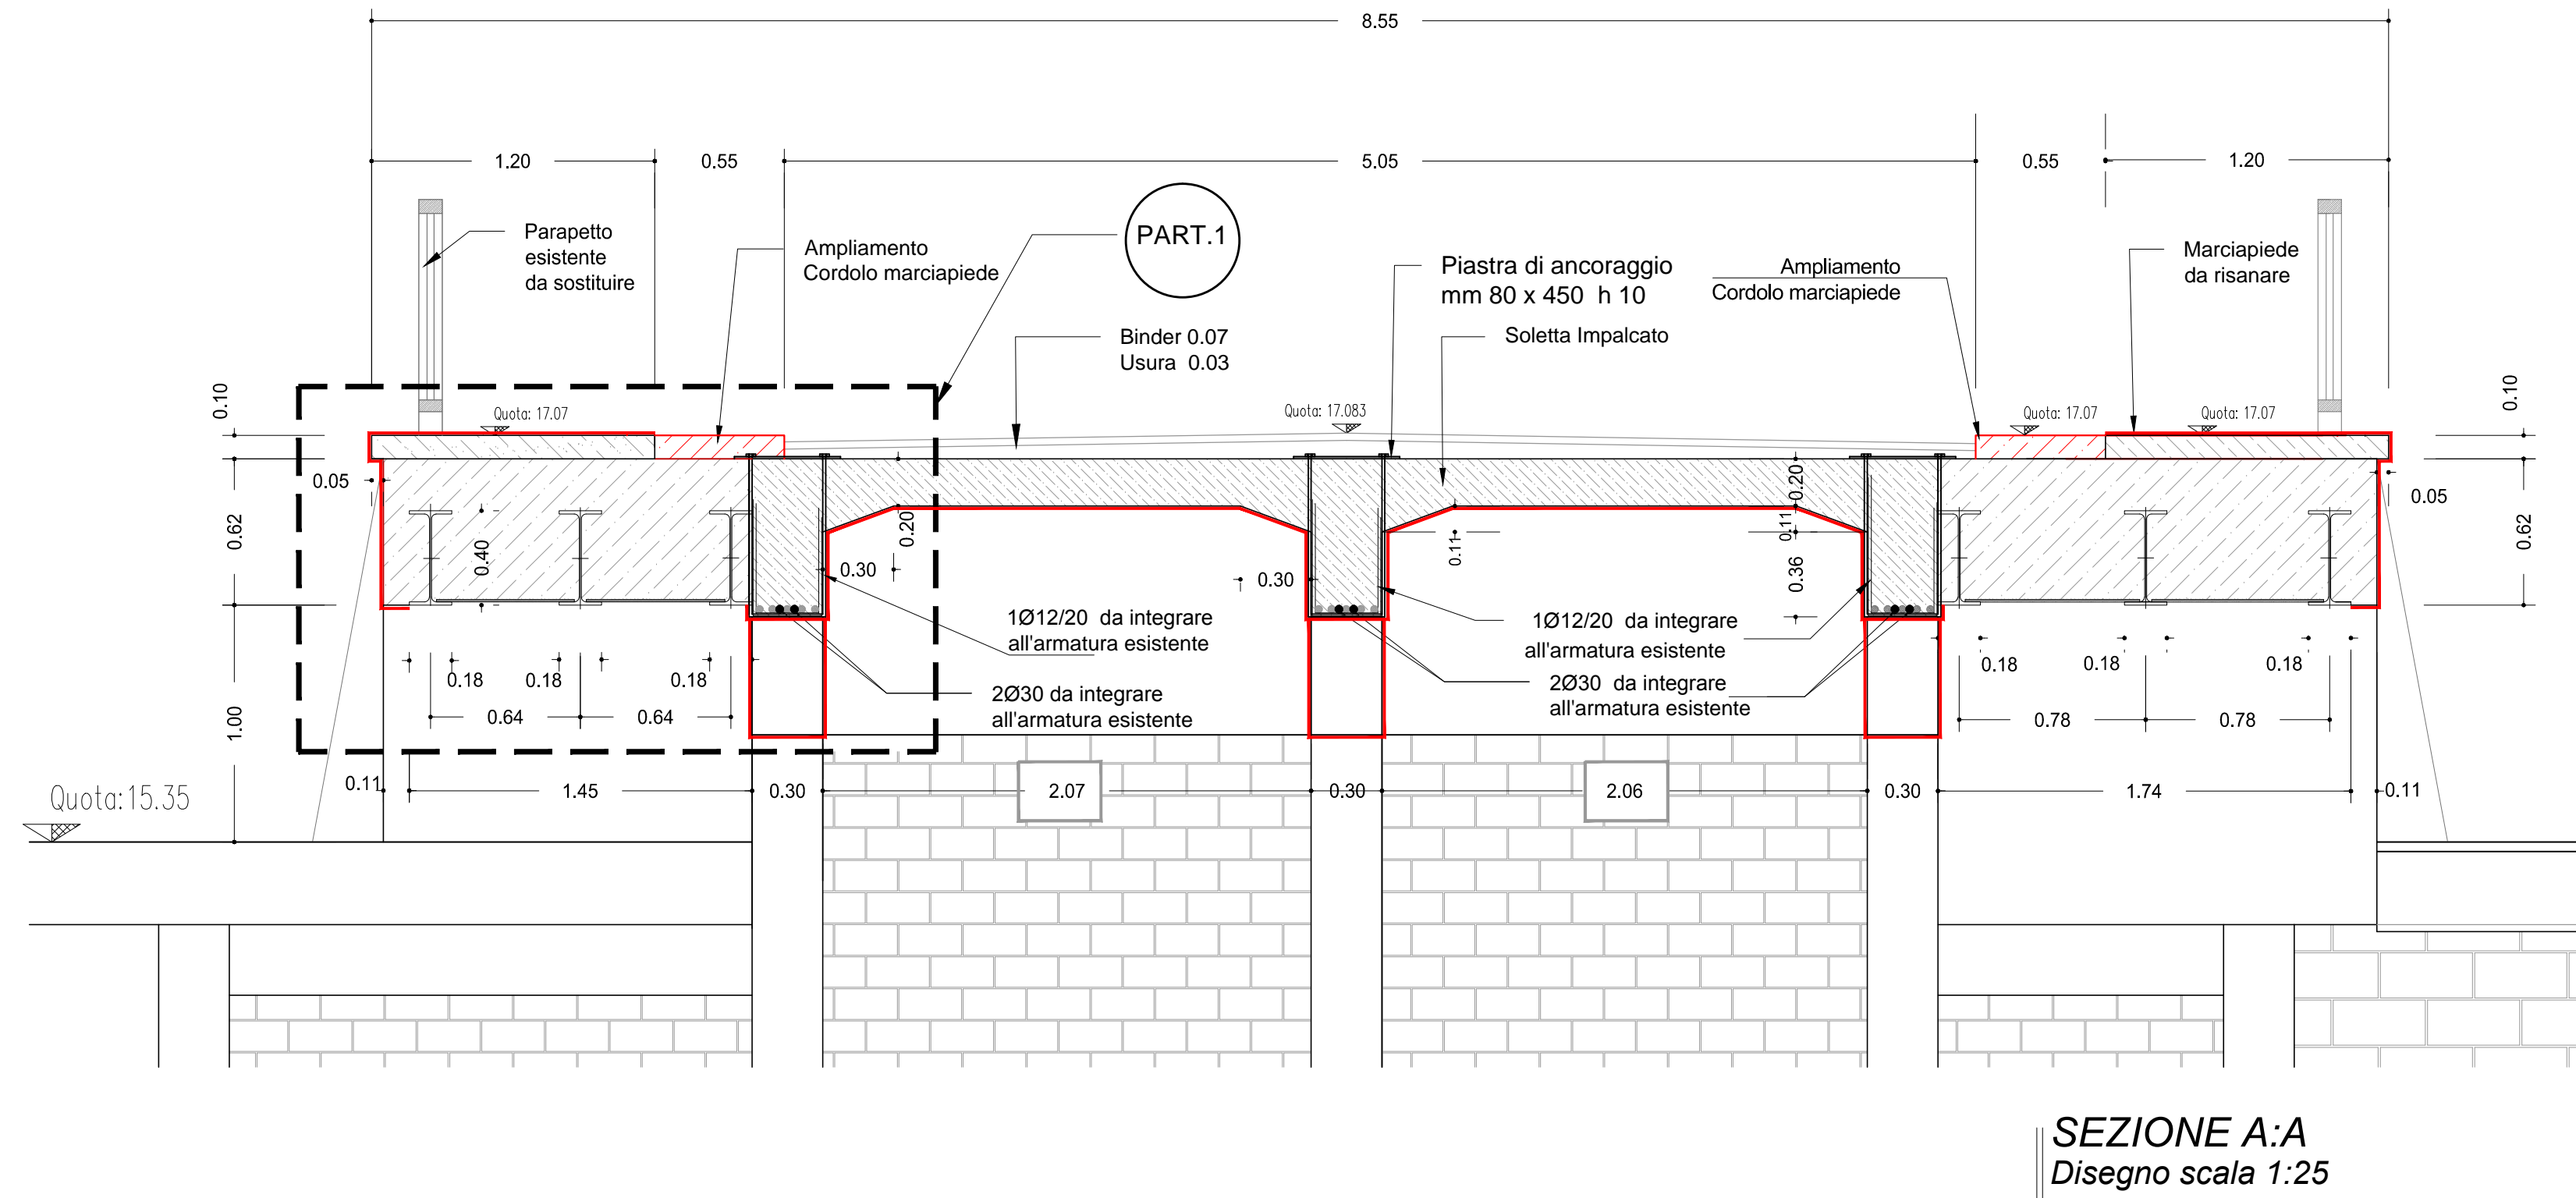 8.55
1.20
0.55
5.05
0.55
1.20
PART.1
Parapetto
esistente
da sostituire
Ampliamento
Cordolo marciapiede
Piastra di ancoraggio
mm 80 x 450 h 10
Ampliamento
Cordolo marciapiede
Marciapiede
da risanare
Binder 0.07
Usura 0.03
Soletta Impalcato
0.10
Quota: 17.07
Quota: 17.083
Quota: 17.07
Quota: 17.07
0.10
0.05
0.62
0.40
0.20
0.30
0.30
0.11
0.20
0.11
0.36
0.05
0.62
1Ø12/20 da integrare
all'armatura esistente
1Ø12/20 da integrare
all'armatura esistente
2Ø30 da integrare
all'armatura esistente
2Ø30 da integrare
all'armatura esistente
0.18
0.18
0.18
0.18
0.18
0.18
0.64
0.64
0.78
0.78
1.00
0.11
1.45
0.30
2.07
0.30
2.06
0.30
1.74
0.11
Quota:15.35
SEZIONE A:A
Disegno scala 1:25